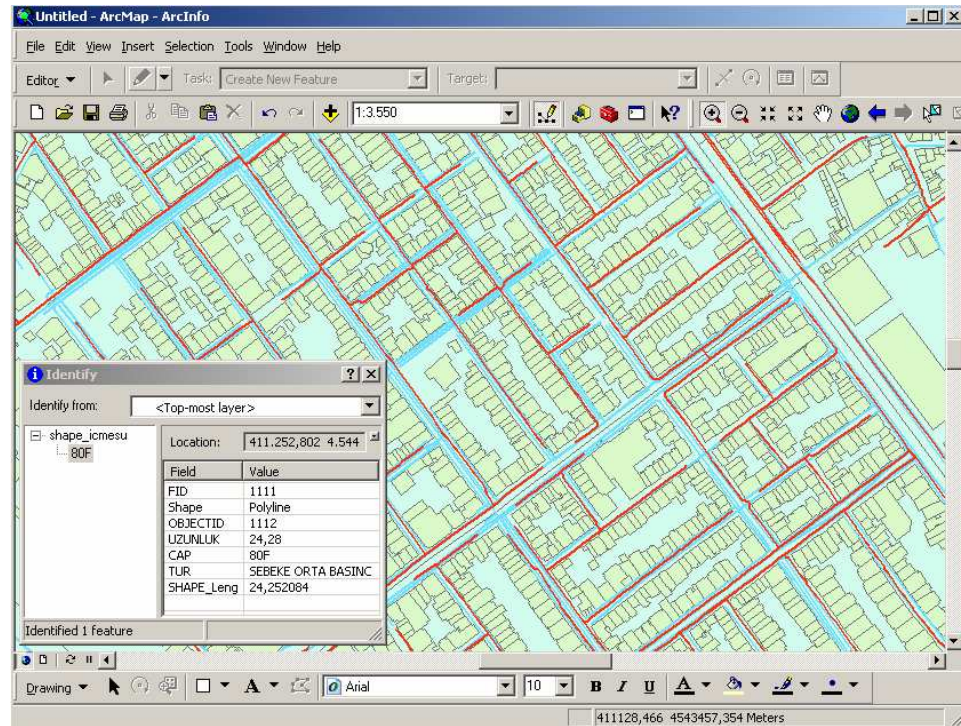 Untitled - ArcMap - ArcInfo
File Edit View Insert Selection Tools Window Help
Editor Task: Create New Feature Target:
1:3.550
Identify
Identify from: <Top-most layer>
shape_icmesu
80F
Location: 411.252,802 4.544
Field Value
FID 1111
Shape Polyline
OBJECTID 1112
UZUNLUK 24,28
CAP 80F
TUR SEBEKE ORTA BASINC
SHAPE_Leng 24,252084
Identified 1 feature
Drawing A Arial 10 B I U A
411128,466 4543457,354 Meters